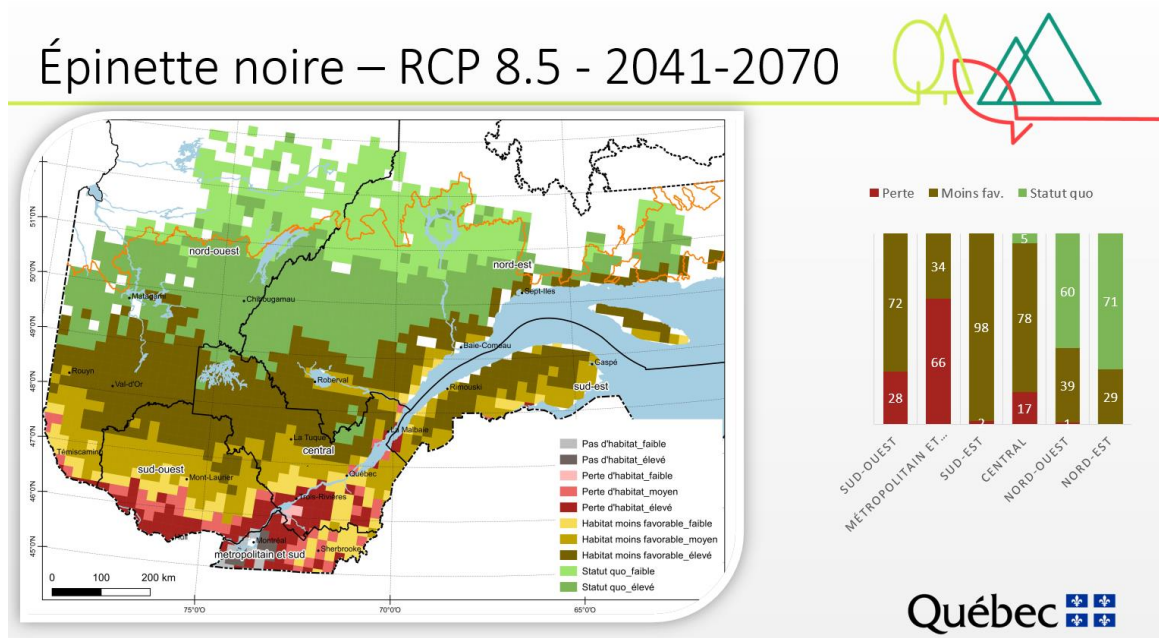 Épinette noire – RCP 8.5 - 2041-2070
51°0'N
50°0'N
49°0'N
48°0'N
47°0'N
46°0'N
45°0'N
nord-ouest
nord-est
Matagami
Chibougamau
Sept-Iles
Baie-Comeau
Gaspé
Rouyn
Val-d'Or
Roberval
Rimouski
sud-est
La Tuque
La Malbaie
central
Témiscaming
sud-ouest
Mont-Laurier
Québec
Trois-Rivières
Montréal
Sherbrooke
metropolitain et sud
0 100 200 km
75°0'O
70°0'O
65°0'O
Pas d'habitat_faible
Pas d'habitat_élevé
Perte d'habitat_faible
Perte d'habitat_moyen
Perte d'habitat_élevé
Habitat moins favorable_faible
Habitat moins favorable_moyen
Habitat moins favorable_élevé
Statut quo_faible
Statut quo_élevé
Perte Moins fav. Statut quo
72
28
34
66
98
2
5
78
17
60
39
1
71
29
SUD-OUEST
MÉTROPOLITAIN ET...
SUD-EST
CENTRAL
NORD-OUEST
NORD-EST
Québec